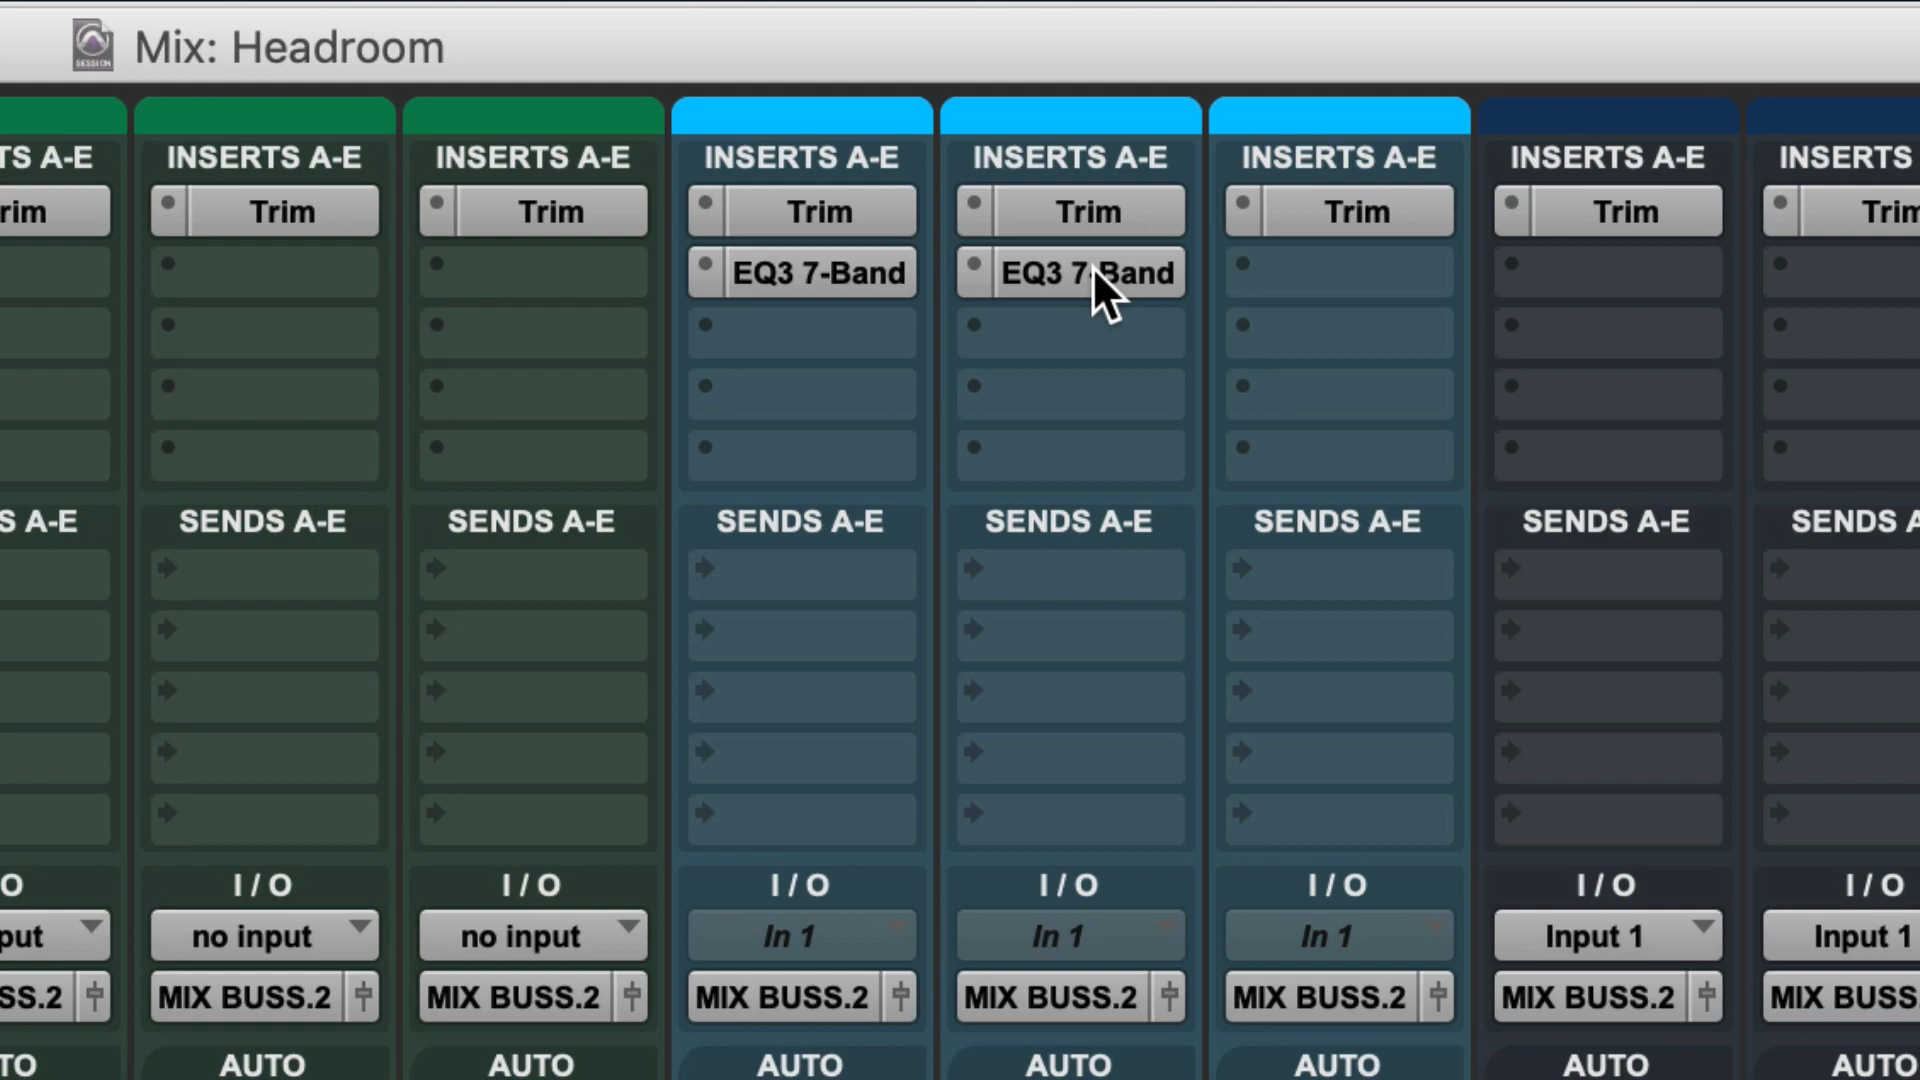 SESSION
Mix: Headroom
TS A-E INSERTS A-E INSERTS A-E INSERTS A-E INSERTS A-E INSERTS A-E INSERTS A-E INSERTS
rim Trim Trim Trim Trim Trim Trim Trim
EQ3 7-Band EQ3 7-Band
S A-E SENDS A-E SENDS A-E SENDS A-E SENDS A-E SENDS A-E SENDS A-E SENDS A
O I / O I / O I / O I / O I / O I / O I / O
put no input no input In 1 In 1 In 1 Input 1 Input 1
SS.2 MIX BUSS.2 MIX BUSS.2 MIX BUSS.2 MIX BUSS.2 MIX BUSS.2 MIX BUSS.2 MIX BUSS
TO AUTO AUTO AUTO AUTO AUTO AUTO AUTO